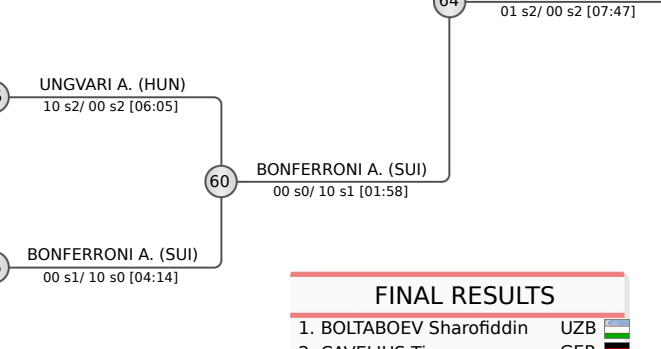 64
01 s2/ 00 s2 [07:47]
UNGVARI A. (HUN)
10 s2/ 00 s2 [06:05]
60
BONFERRONI A. (SUI)
00 s0/ 10 s1 [01:58]
BONFERRONI A. (SUI)
00 s1/ 10 s0 [04:14]
FINAL RESULTS
1. BOLTABOEV Sharofiddin UZB